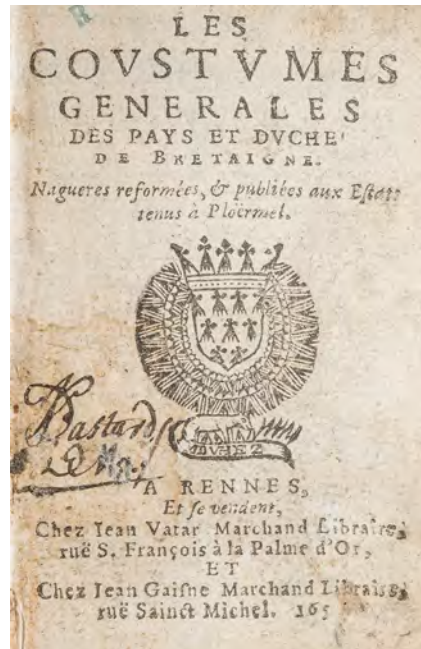 LES
COVSTVMES
GENERALES
DES PAYS ET DVCHE'
DE BRETAIGNE.
Nagueres reformées, & publiées aux Estats
tenus à Ploërmel.
Bastard
A RENNES,
Et se vendent,
Chez Iean Vatar Marchand Libraire,
ruë S. François à la Palme d'Or,
ET
Chez Iean Gaisne Marchand Libraire,
ruë Sainct Michel. 165